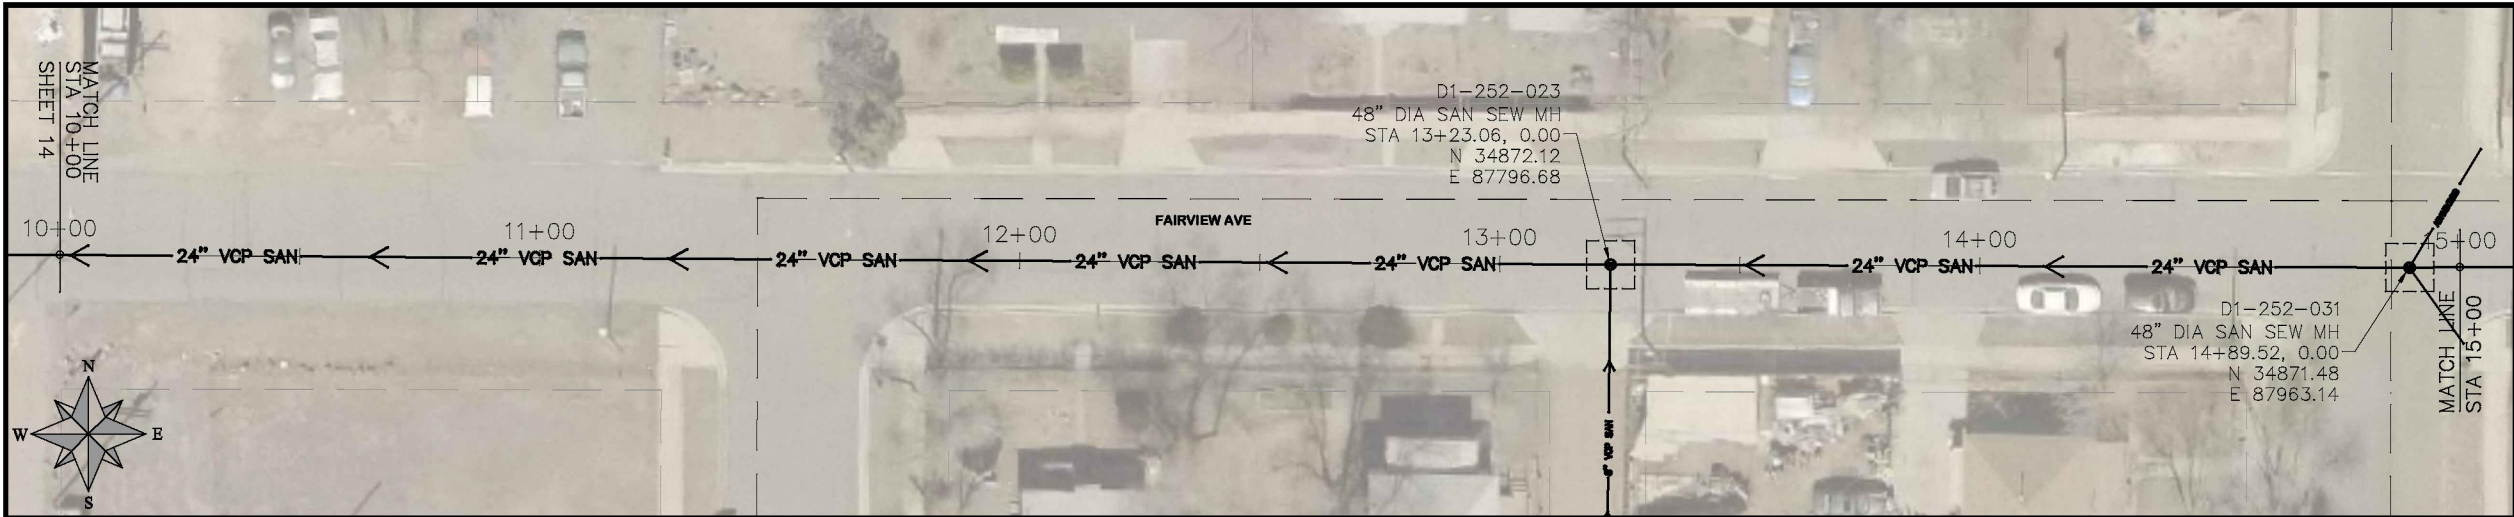 MATCH LINE
STA 10+00
SHEET 14
D1-252-023
48" DIA SAN SEW MH
STA 13+23.06, 0.00
N 34872.12
E 87796.68
FAIRVIEW AVE
10+00
11+00
12+00
13+00
14+00
15+00
24" VCP SAN
24" VCP SAN
24" VCP SAN
24" VCP SAN
24" VCP SAN
24" VCP SAN
24" VCP SAN
D1-252-031
48" DIA SAN SEW MH
STA 14+89.52, 0.00
N 34871.48
E 87963.14
MATCH LINE
STA 15+00
VCP SAN
N
W
E
S